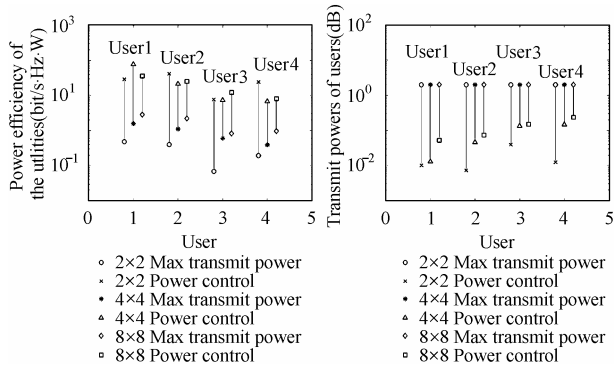 Power efficiency of
the utlities(bit/s·Hz·W)
10^3
10^1
10^-1
User1
User2
User3
User4
0 1 2 3 4 5
User
2×2 Max transmit power
2×2 Power control
4×4 Max transmit power
4×4 Power control
8×8 Max transmit power
8×8 Power control
Transmit powers of users(dB)
10^2
10^0
10^-2
User1
User2
User3
User4
0 1 2 3 4 5
User
2×2 Max transmit power
2×2 Power control
4×4 Max transmit power
4×4 Power control
8×8 Max transmit power
8×8 Power control